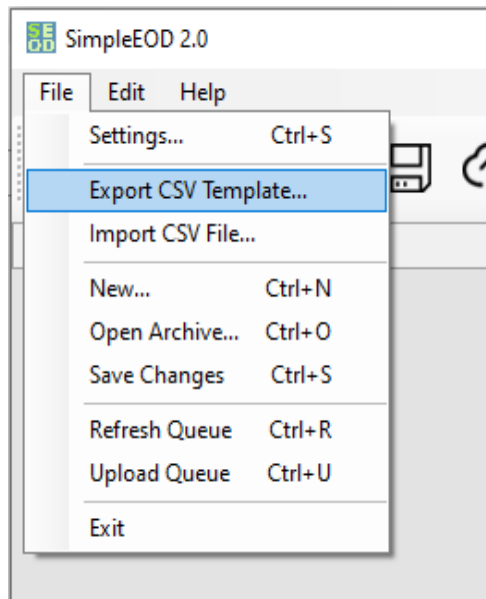 SE
OD
SimpleEOD 2.0
File Edit Help
Settings... Ctrl+S
Export CSV Template...
Import CSV File...
New... Ctrl+N
Open Archive... Ctrl+O
Save Changes Ctrl+S
Refresh Queue Ctrl+R
Upload Queue Ctrl+U
Exit